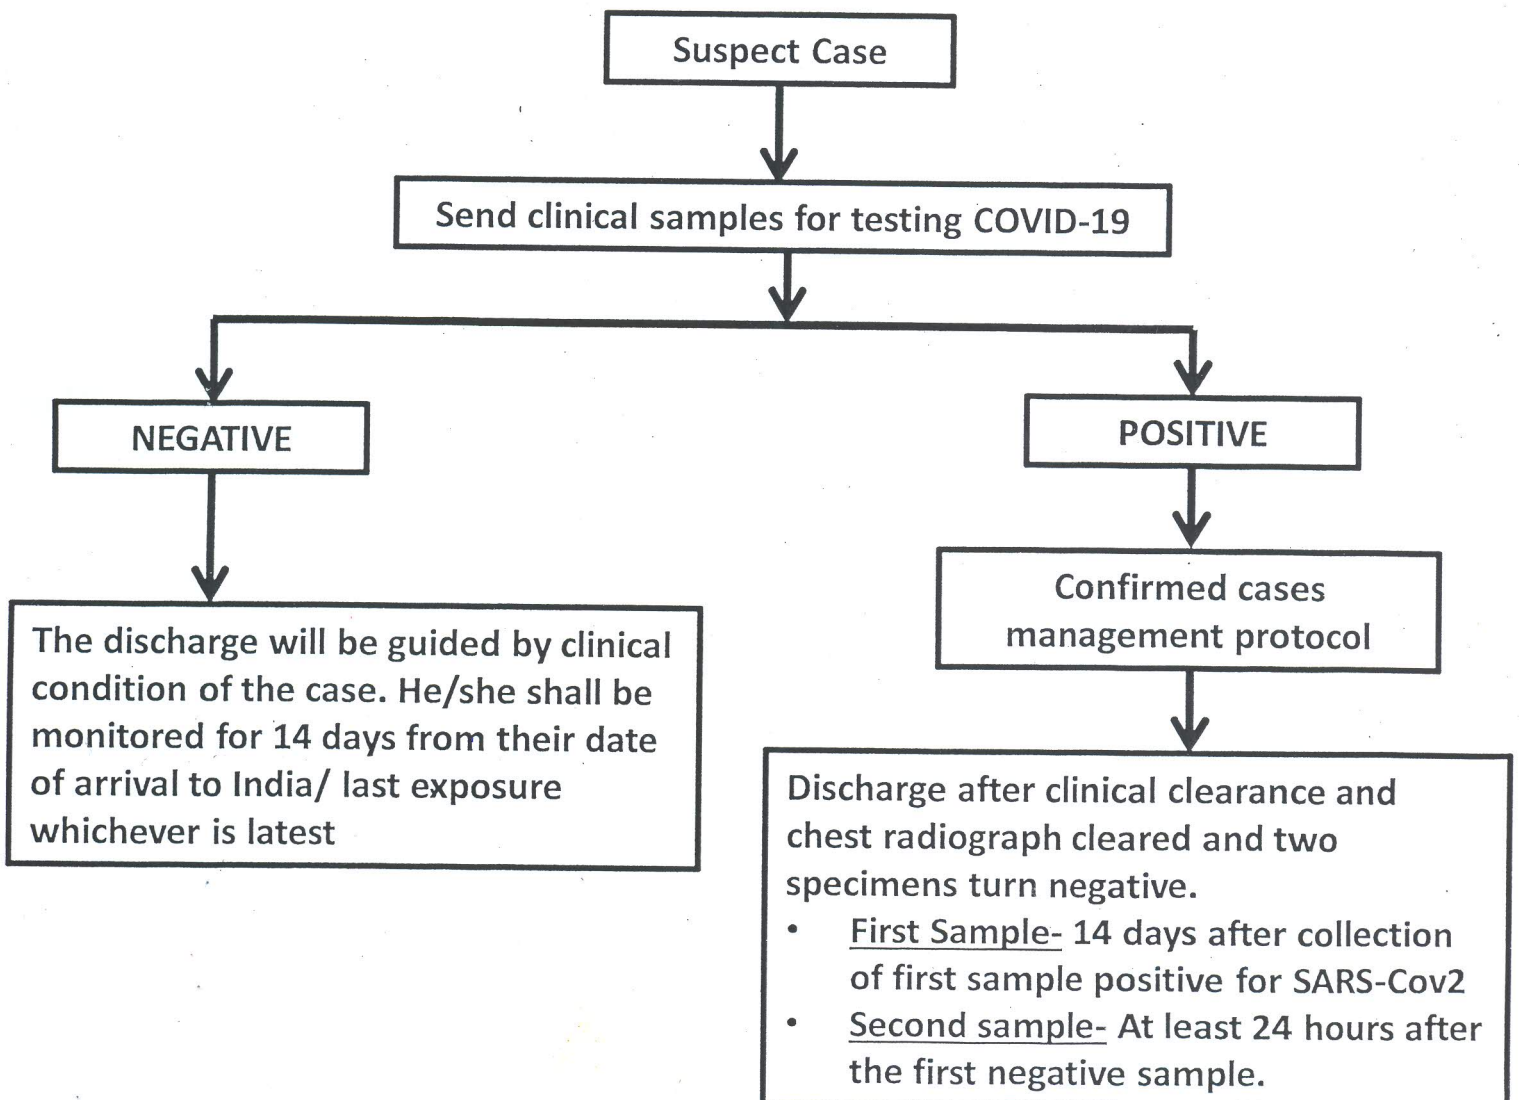 Suspect Case
Send clinical samples for testing COVID-19
NEGATIVE
POSITIVE
The discharge will be guided by clinical
condition of the case. He/she shall be
monitored for 14 days from their date
of arrival to India/ last exposure
whichever is latest
Confirmed cases
management protocol
Discharge after clinical clearance and
chest radiograph cleared and two
specimens turn negative.
• First Sample- 14 days after collection
of first sample positive for SARS-Cov2
• Second sample- At least 24 hours after
the first negative sample.